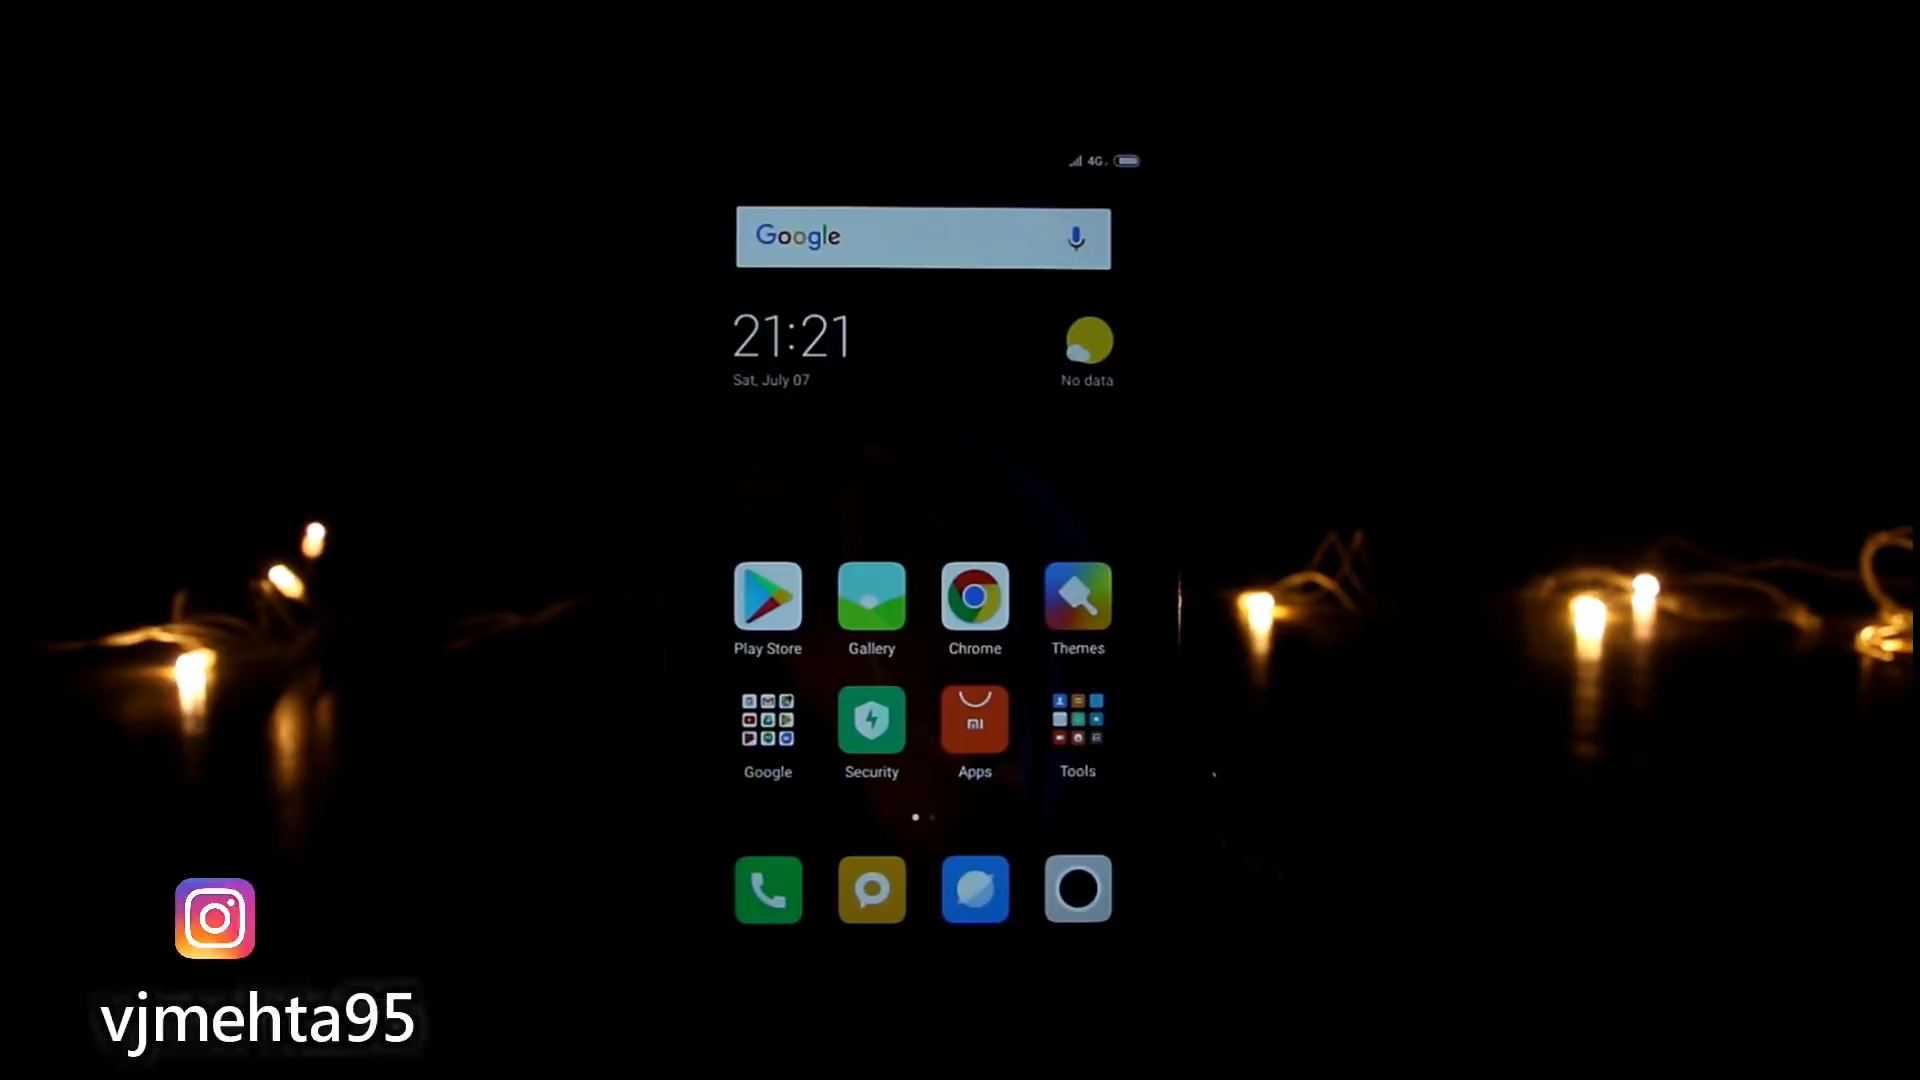 4G
Google
21:21
Sat, July 07
No data
Play Store
Gallery
Chrome
Themes
mi
Google
Security
Apps
Tools
vjmehta95